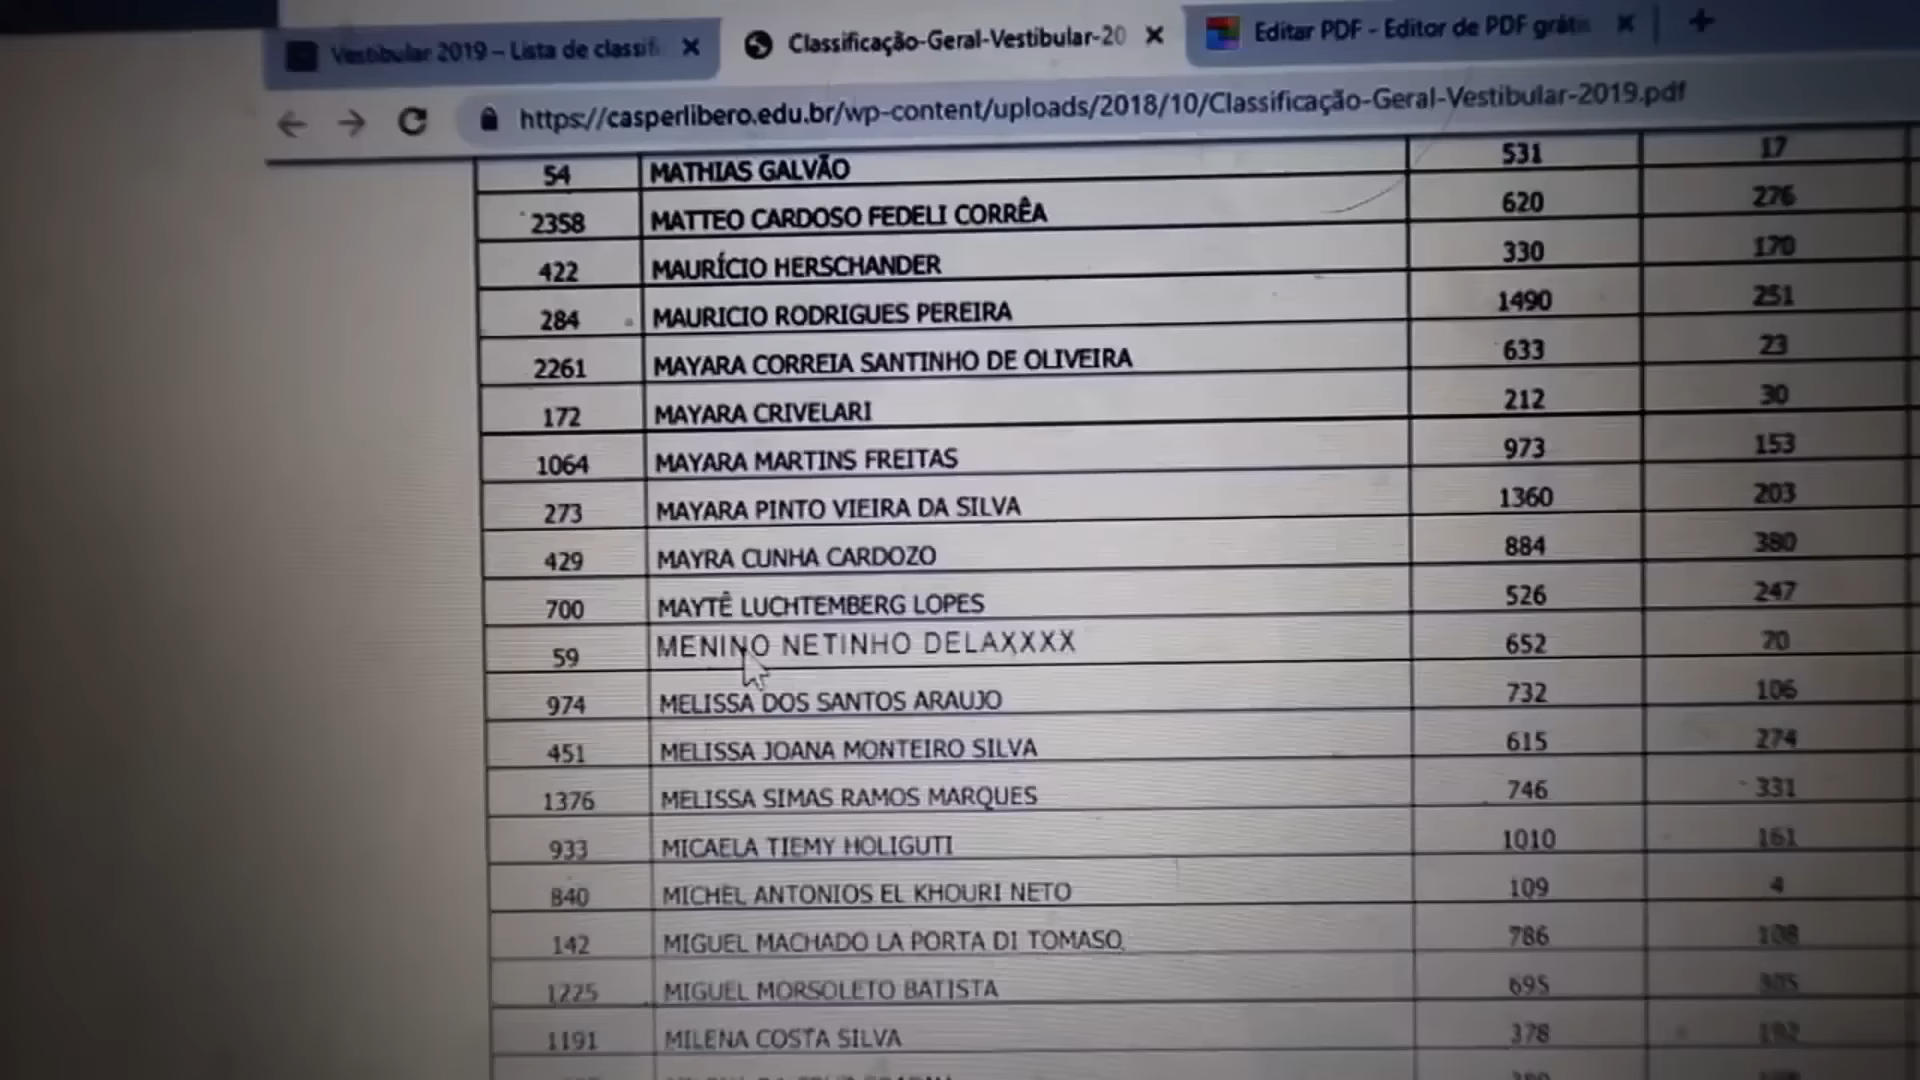 Vestibular 2019 – Lista de classifi
Classificação-Geral-Vestibular-20
Editar PDF - Editor de PDF grátis
https://casperlibero.edu.br/wp-content/uploads/2018/10/Classificação-Geral-Vestibular-2019.pdf
54 MATHIAS GALVÃO 531 17
2358 MATTEO CARDOSO FEDELI CORRÊA 620 276
422 MAURÍCIO HERSCHANDER 330 170
284 MAURICIO RODRIGUES PEREIRA 1490 251
2261 MAYARA CORREIA SANTINHO DE OLIVEIRA 633 23
172 MAYARA CRIVELARI 212 30
1064 MAYARA MARTINS FREITAS 973 153
273 MAYARA PINTO VIEIRA DA SILVA 1360 203
429 MAYRA CUNHA CARDOZO 884 380
700 MAYTÊ LUCHTEMBERG LOPES 526 247
59 MENINO NETINHO DELAXXXX 652 70
974 MELISSA DOS SANTOS ARAUJO 732 106
451 MELISSA JOANA MONTEIRO SILVA 615 274
1376 MELISSA SIMAS RAMOS MARQUES 746 331
933 MICAELA TIEMY HOLIGUTI 1010 161
840 MICHEL ANTONIOS EL KHOURI NETO 109 4
142 MIGUEL MACHADO LA PORTA DI TOMASO 786 108
1225 MIGUEL MORSOLETO BATISTA 695
1191 MILENA COSTA SILVA 378 192